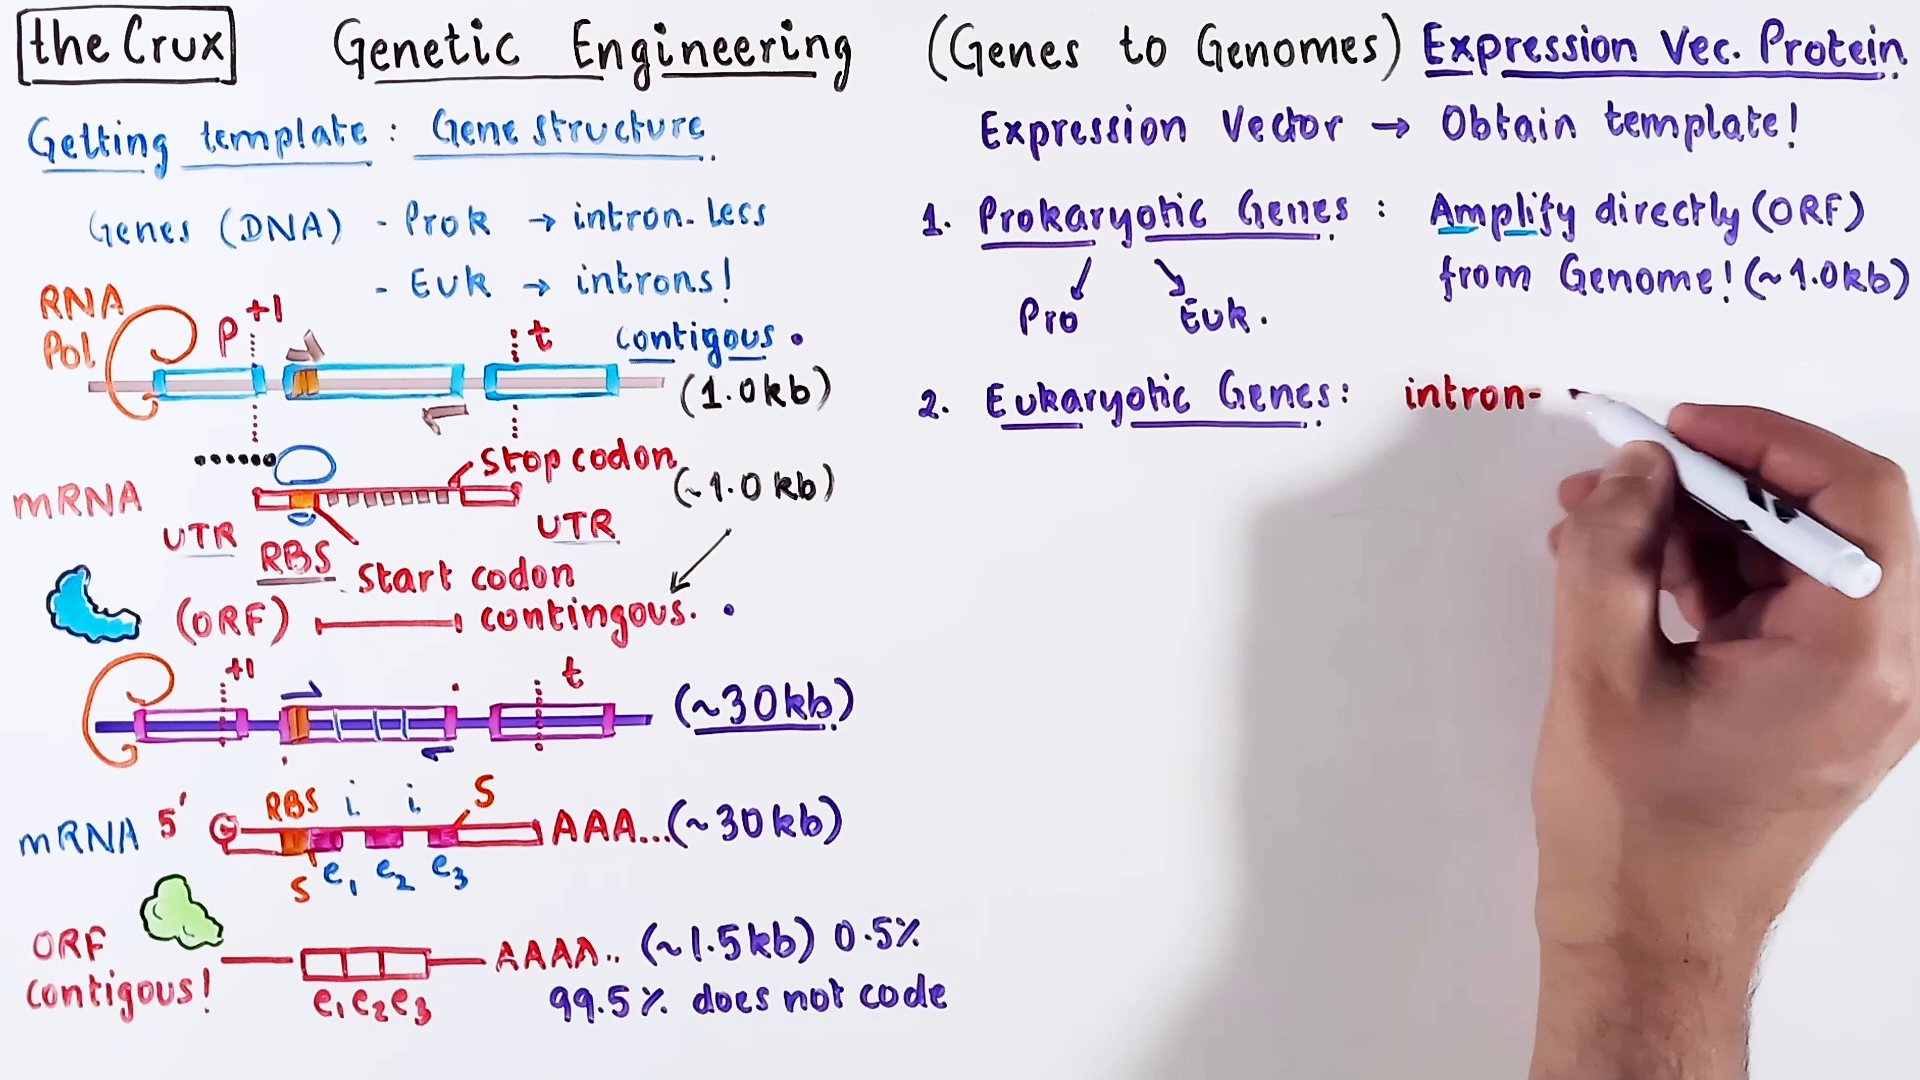 the Crux
Genetic Engineering (Genes to Genomes) Expression Vec. Protein
Getting template : Gene structure
Genes (DNA) - Prok → intron-less
- Euk → introns!
RNA
Pol
P +1
t
contigous
(1.0kb)
mRNA
stop codon
(~1.0 kb)
UTR
RBS
UTR
start codon
(ORF)
contingous.
+1
t
(~30kb)
mRNA 5'
C
RBS i i S
AAA...(~30kb)
S e1 e2 e3
ORF
contigous!
AAAA.. (~1.5kb) 0.5%
e1e2e3
99.5% does not code
Expression Vector → Obtain template!
1. Prokaryotic Genes : Amplify directly (ORF)
from Genome! (~1.0kb)
Pro Euk.
2. Eukaryotic Genes: intron-